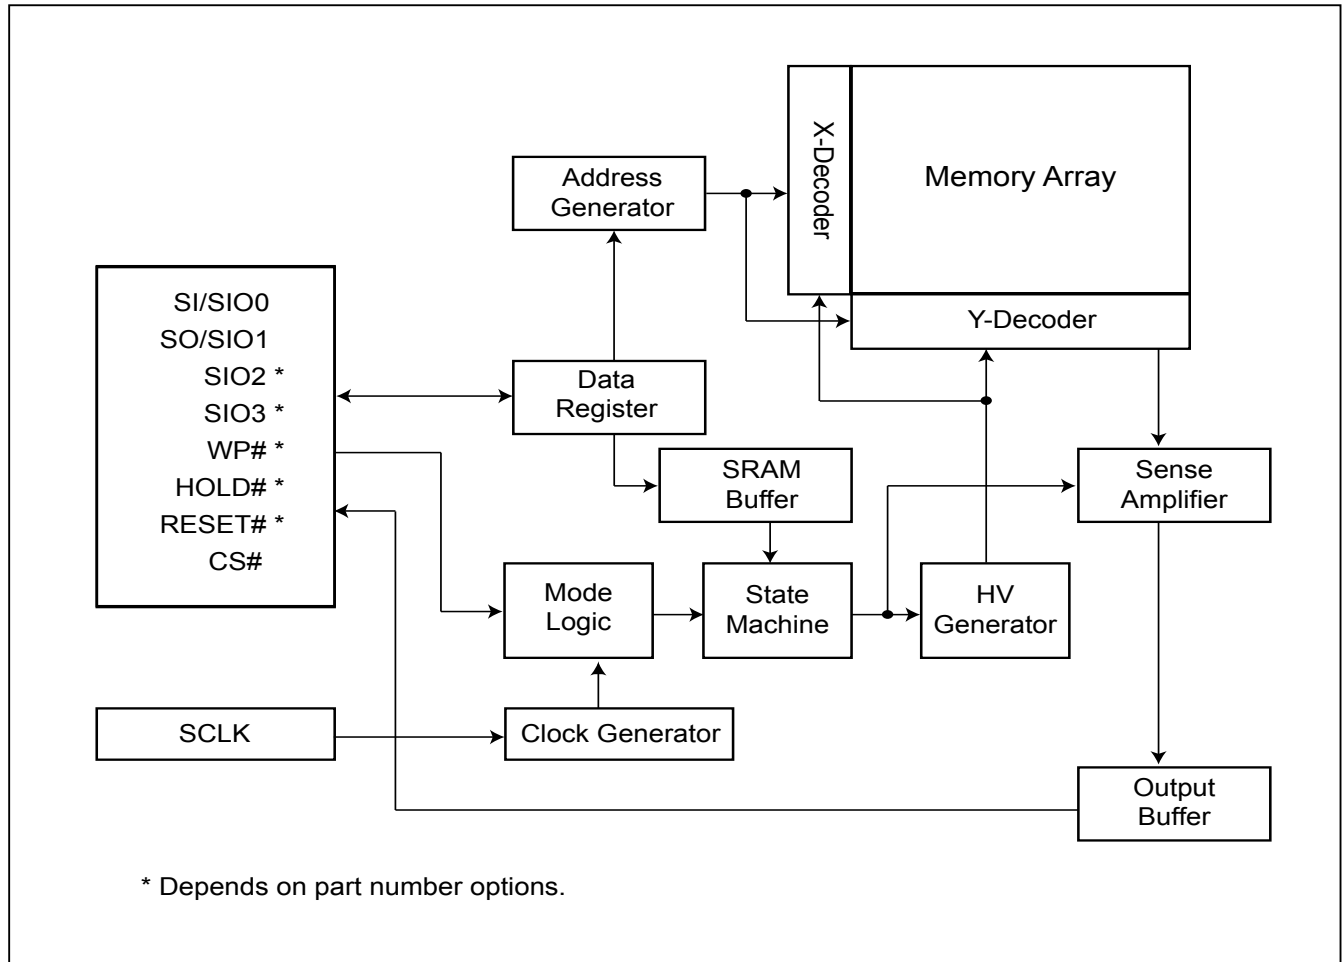 X-Decoder
Memory Array
Address
Generator
SI/SIO0
SO/SIO1
SIO2 *
SIO3 *
WP# *
HOLD# *
RESET# *
CS#
Y-Decoder
Data
Register
SRAM
Buffer
Sense
Amplifier
Mode
Logic
State
Machine
HV
Generator
SCLK
Clock Generator
Output
Buffer
* Depends on part number options.